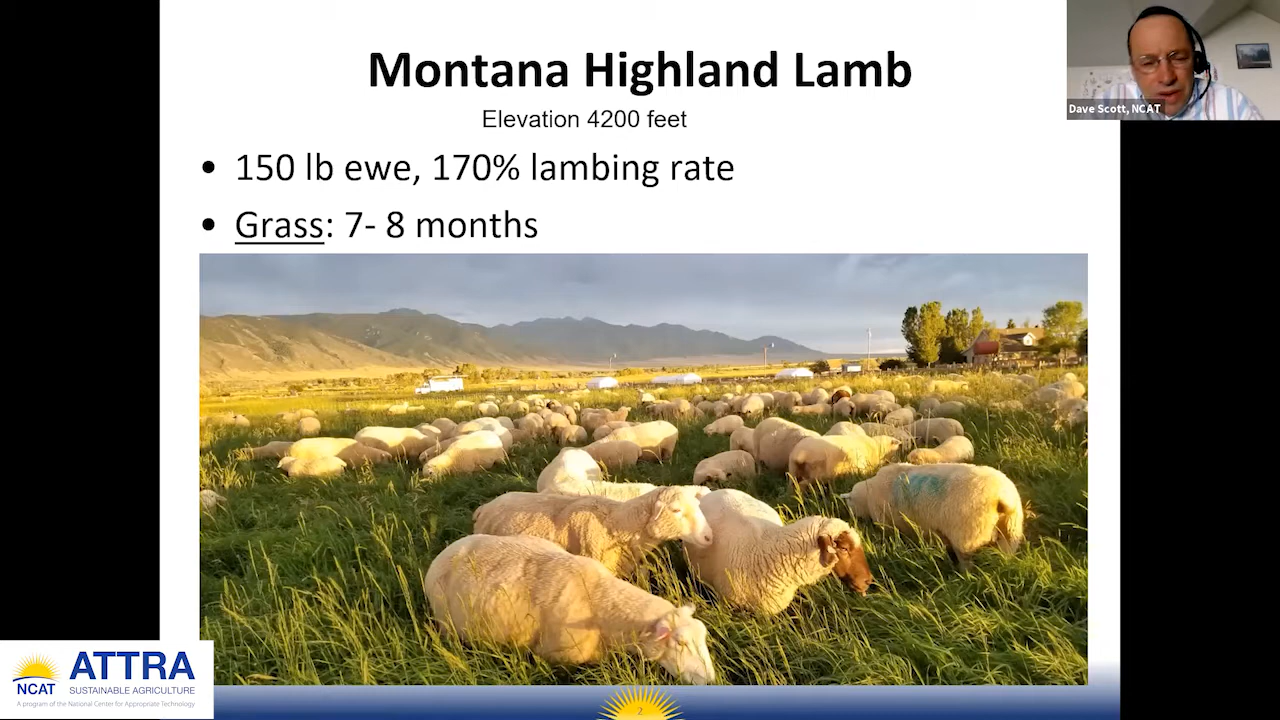 Montana Highland Lamb
Elevation 4200 feet
• 150 lb ewe, 170% lambing rate
• Grass: 7- 8 months
Dave Scott, NCAT
NCAT
ATTRA
SUSTAINABLE AGRICULTURE
A program of the National Center for Appropriate Technology
2